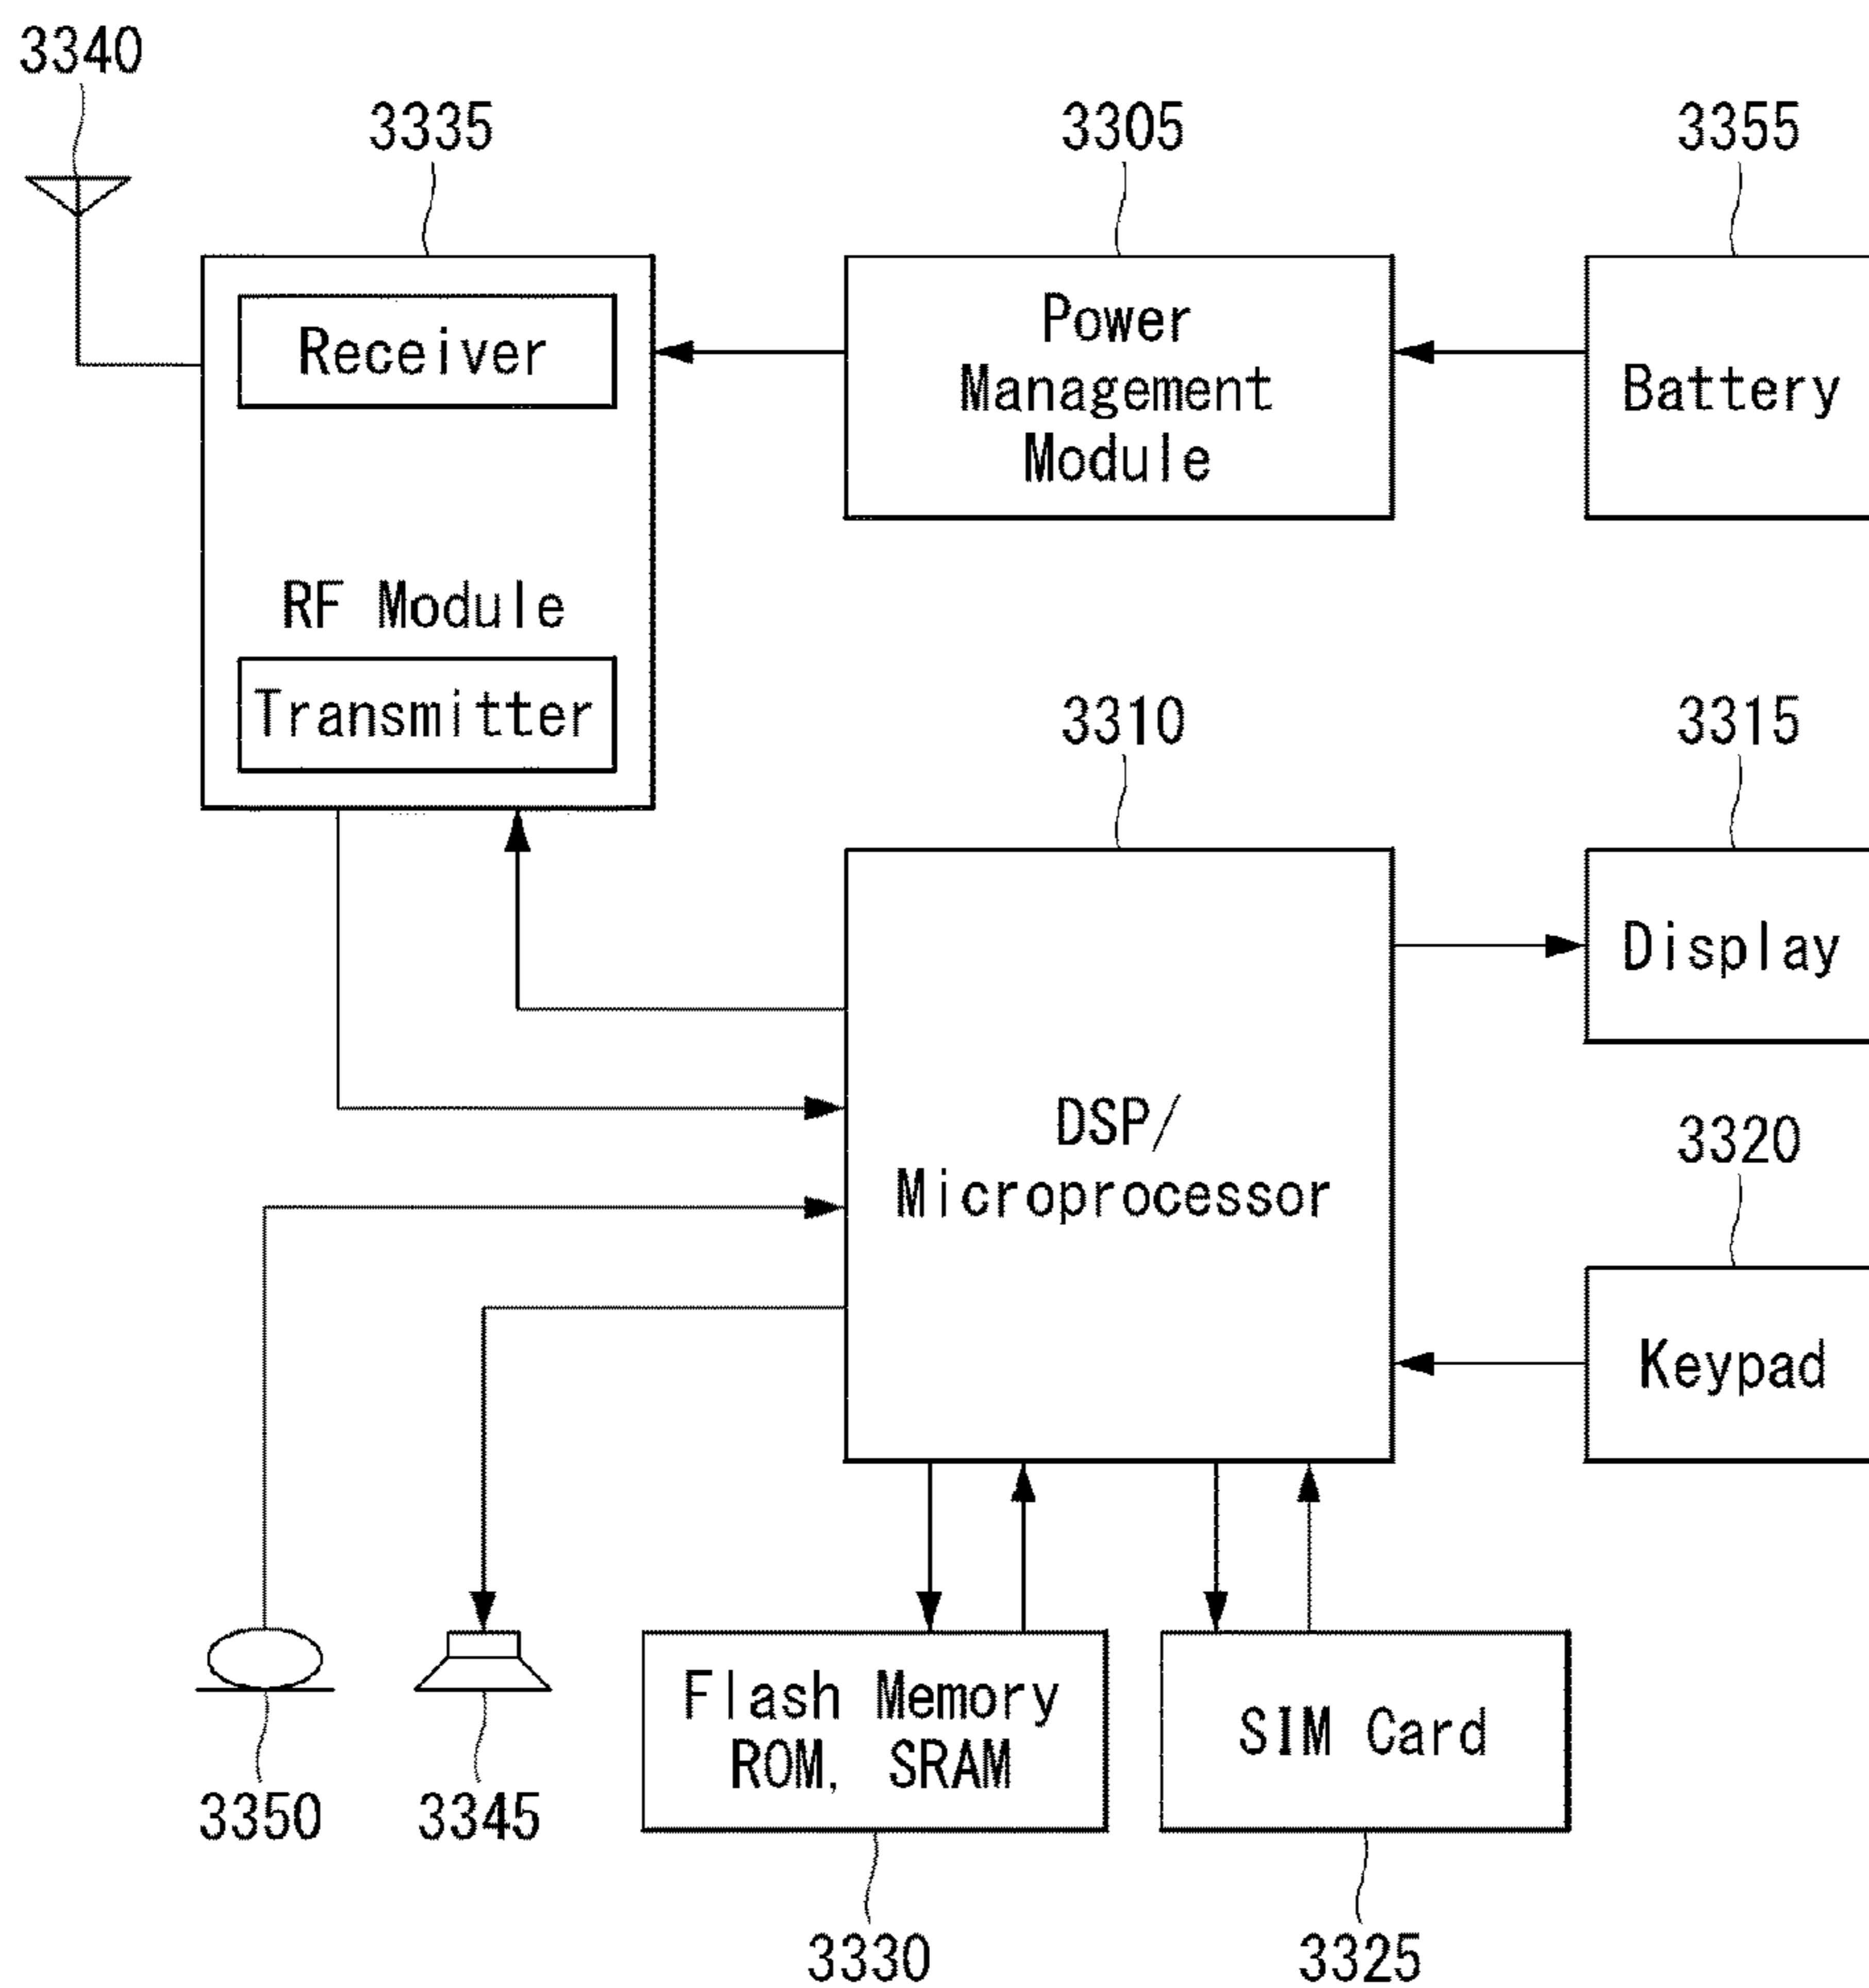 3340
3335
3305
3355
Receiver
Power
Management
Module
Battery
RF Module
Transmitter
3310
3315
Display
DSP/
Microprocessor
3320
Keypad
Flash Memory
ROM, SRAM
SIM Card
3350
3345
3330
3325